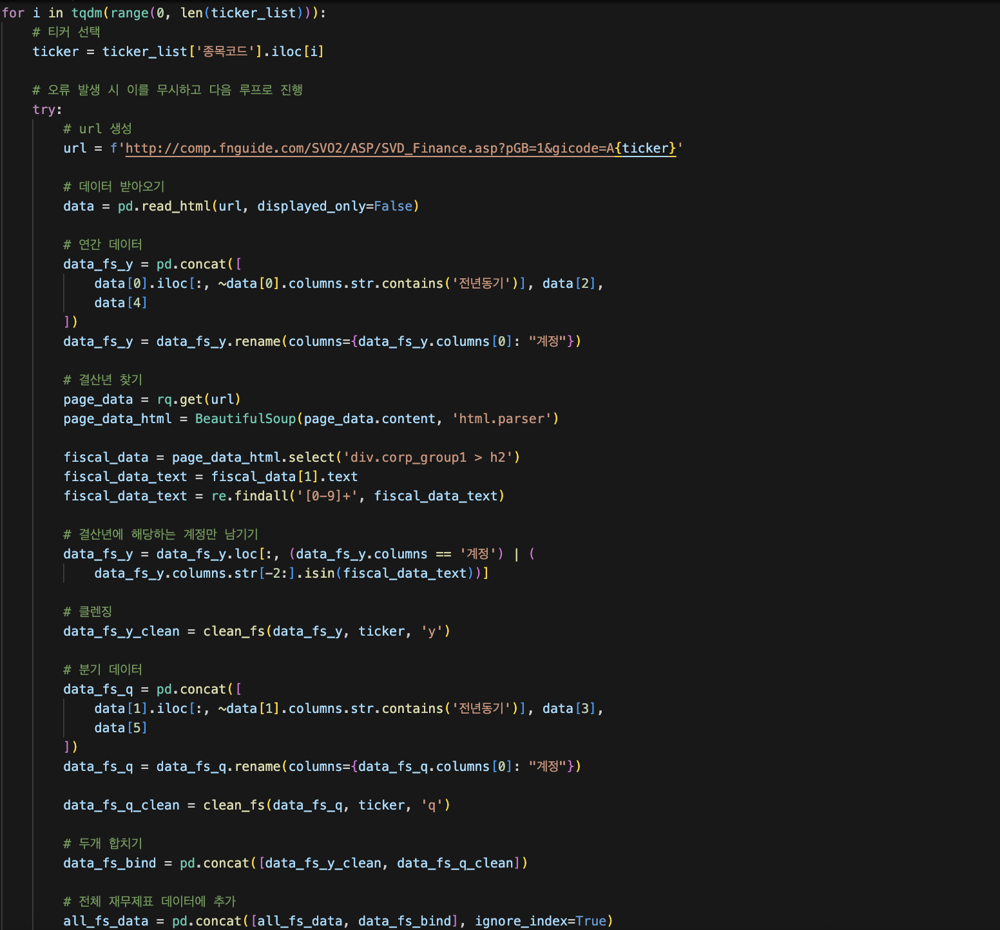 for i in tqdm(range(0, len(ticker_list))):
    # 티커 선택
    ticker = ticker_list['종목코드'].iloc[i]

    # 오류 발생 시 이를 무시하고 다음 루프로 진행
    try:
        # url 생성
        url = f'http://comp.fnguide.com/SVO2/ASP/SVD_Finance.asp?pGB=1&gicode=A{ticker}'

        # 데이터 받아오기
        data = pd.read_html(url, displayed_only=False)

        # 연간 데이터
        data_fs_y = pd.concat([
            data[0].iloc[:, ~data[0].columns.str.contains('전년동기')], data[2],
            data[4]
        ])
        data_fs_y = data_fs_y.rename(columns={data_fs_y.columns[0]: "계정"})

        # 결산년 찾기
        page_data = rq.get(url)
        page_data_html = BeautifulSoup(page_data.content, 'html.parser')

        fiscal_data = page_data_html.select('div.corp_group1 > h2')
        fiscal_data_text = fiscal_data[1].text
        fiscal_data_text = re.findall('[0-9]+', fiscal_data_text)

        # 결산년에 해당하는 계정만 남기기
        data_fs_y = data_fs_y.loc[:, (data_fs_y.columns == '계정') | (
            data_fs_y.columns.str[-2:].isin(fiscal_data_text))]

        # 클렌징
        data_fs_y_clean = clean_fs(data_fs_y, ticker, 'y')

        # 분기 데이터
        data_fs_q = pd.concat([
            data[1].iloc[:, ~data[1].columns.str.contains('전년동기')], data[3],
            data[5]
        ])
        data_fs_q = data_fs_q.rename(columns={data_fs_q.columns[0]: "계정"})

        data_fs_q_clean = clean_fs(data_fs_q, ticker, 'q')

        # 두개 합치기
        data_fs_bind = pd.concat([data_fs_y_clean, data_fs_q_clean])

        # 전체 재무제표 데이터에 추가
        all_fs_data = pd.concat([all_fs_data, data_fs_bind], ignore_index=True)